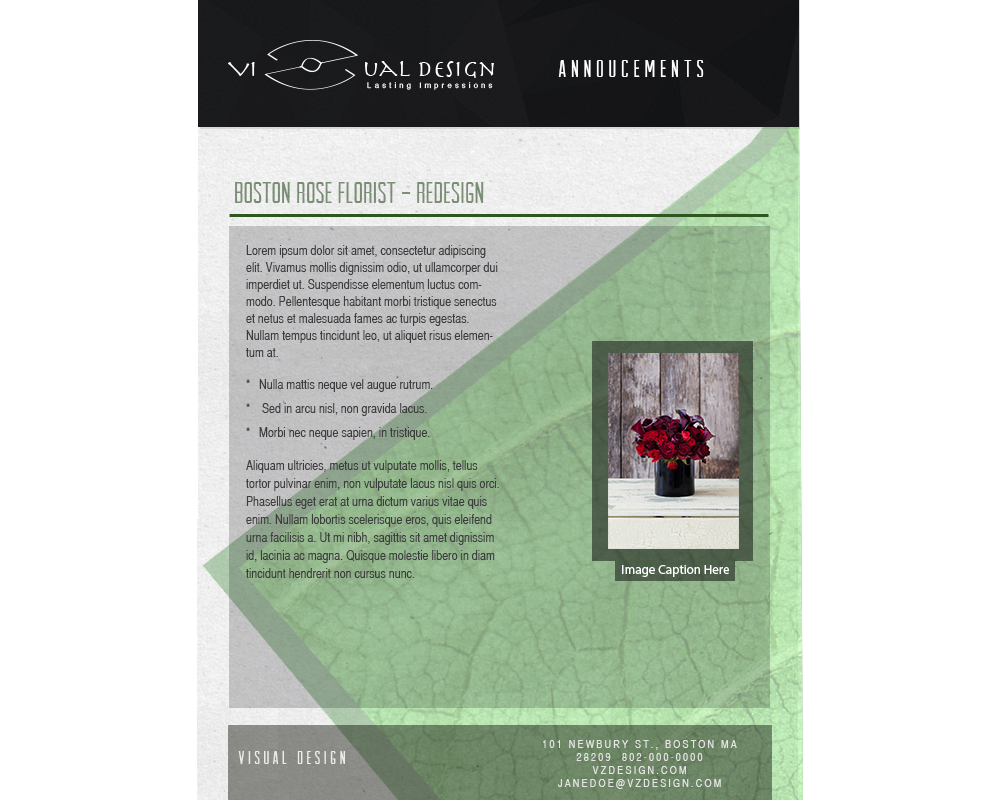 VI UAL DESIGN
Lasting Impressions
ANNOUCEMENTS
BOSTON ROSE FLORIST - REDESIGN
Lorem ipsum dolor sit amet, consectetur adipiscing
elit. Vivamus mollis dignissim odio, ut ullamcorper dui
imperdiet ut. Suspendisse elementum luctus com-
modo. Pellentesque habitant morbi tristique senectus
et netus et malesuada fames ac turpis egestas.
Nullam tempus tincidunt leo, ut aliquet risus elemen-
tum at.
* Nulla mattis neque vel augue rutrum.
* Sed in arcu nisl, non gravida lacus.
* Morbi nec neque sapien, in tristique.
Aliquam ultricies, metus ut vulputate mollis, tellus
tortor pulvinar enim, non vulputate lacus nisl quis orci.
Phasellus eget erat at urna dictum varius vitae quis
enim. Nullam lobortis scelerisque eros, quis eleifend
urna facilisis a. Ut mi nibh, sagittis sit amet dignissim
id, lacinia ac magna. Quisque molestie libero in diam
tincidunt hendrerit non cursus nunc.
Image Caption Here
VISUAL DESIGN
101 NEWBURY ST., BOSTON MA
28209 802-000-0000
VZDESIGN.COM
JANEDOE@VZDESIGN.COM